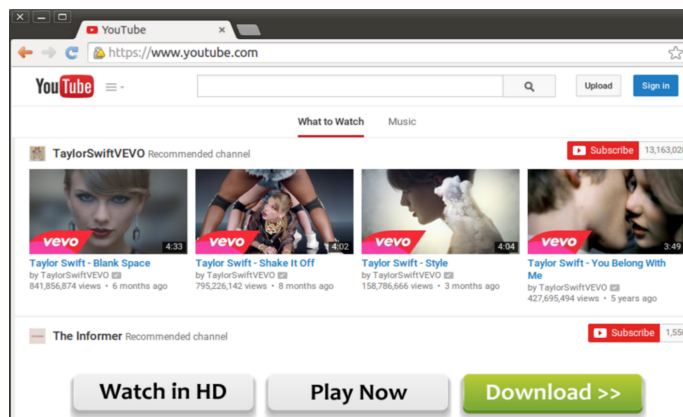 YouTube
https://www.youtube.com
YouTube
Upload
Sign in
What to Watch
Music
TaylorSwiftVEVO Recommended channel
Subscribe
vevo
4:33
vevo
4:02
vevo
4:04
vevo
3:49
Taylor Swift - Blank Space
by TaylorSwiftVEVO
841,856,874 views • 6 months ago
Taylor Swift - Shake It Off
by TaylorSwiftVEVO
795,226,142 views • 8 months ago
Taylor Swift - Style
by TaylorSwiftVEVO
158,786,666 views • 3 months ago
Taylor Swift - You Belong With
Me
by TaylorSwiftVEVO
427,695,494 views • 5 years ago
The Informer Recommended channel
Subscribe
Watch in HD
Play Now
Download >>